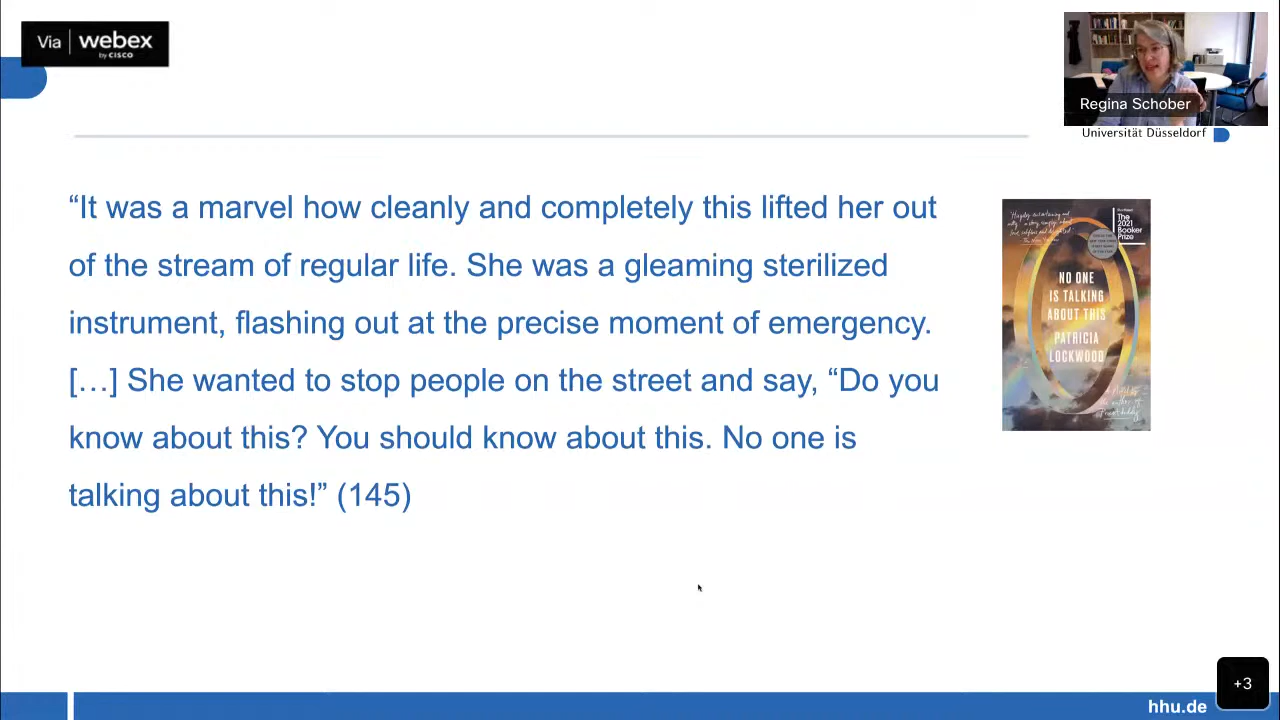 Via webex
by CISCO
Regina Schober
Universität Düsseldorf
“It was a marvel how cleanly and completely this lifted her out
of the stream of regular life. She was a gleaming sterilized
instrument, flashing out at the precise moment of emergency.
[…] She wanted to stop people on the street and say, “Do you
know about this? You should know about this. No one is
talking about this!” (145)
The
2021
Booker
Prize
NO ONE
IS TALKING
ABOUT THIS
PATRICIA
LOCKWOOD
+3
hhu.de